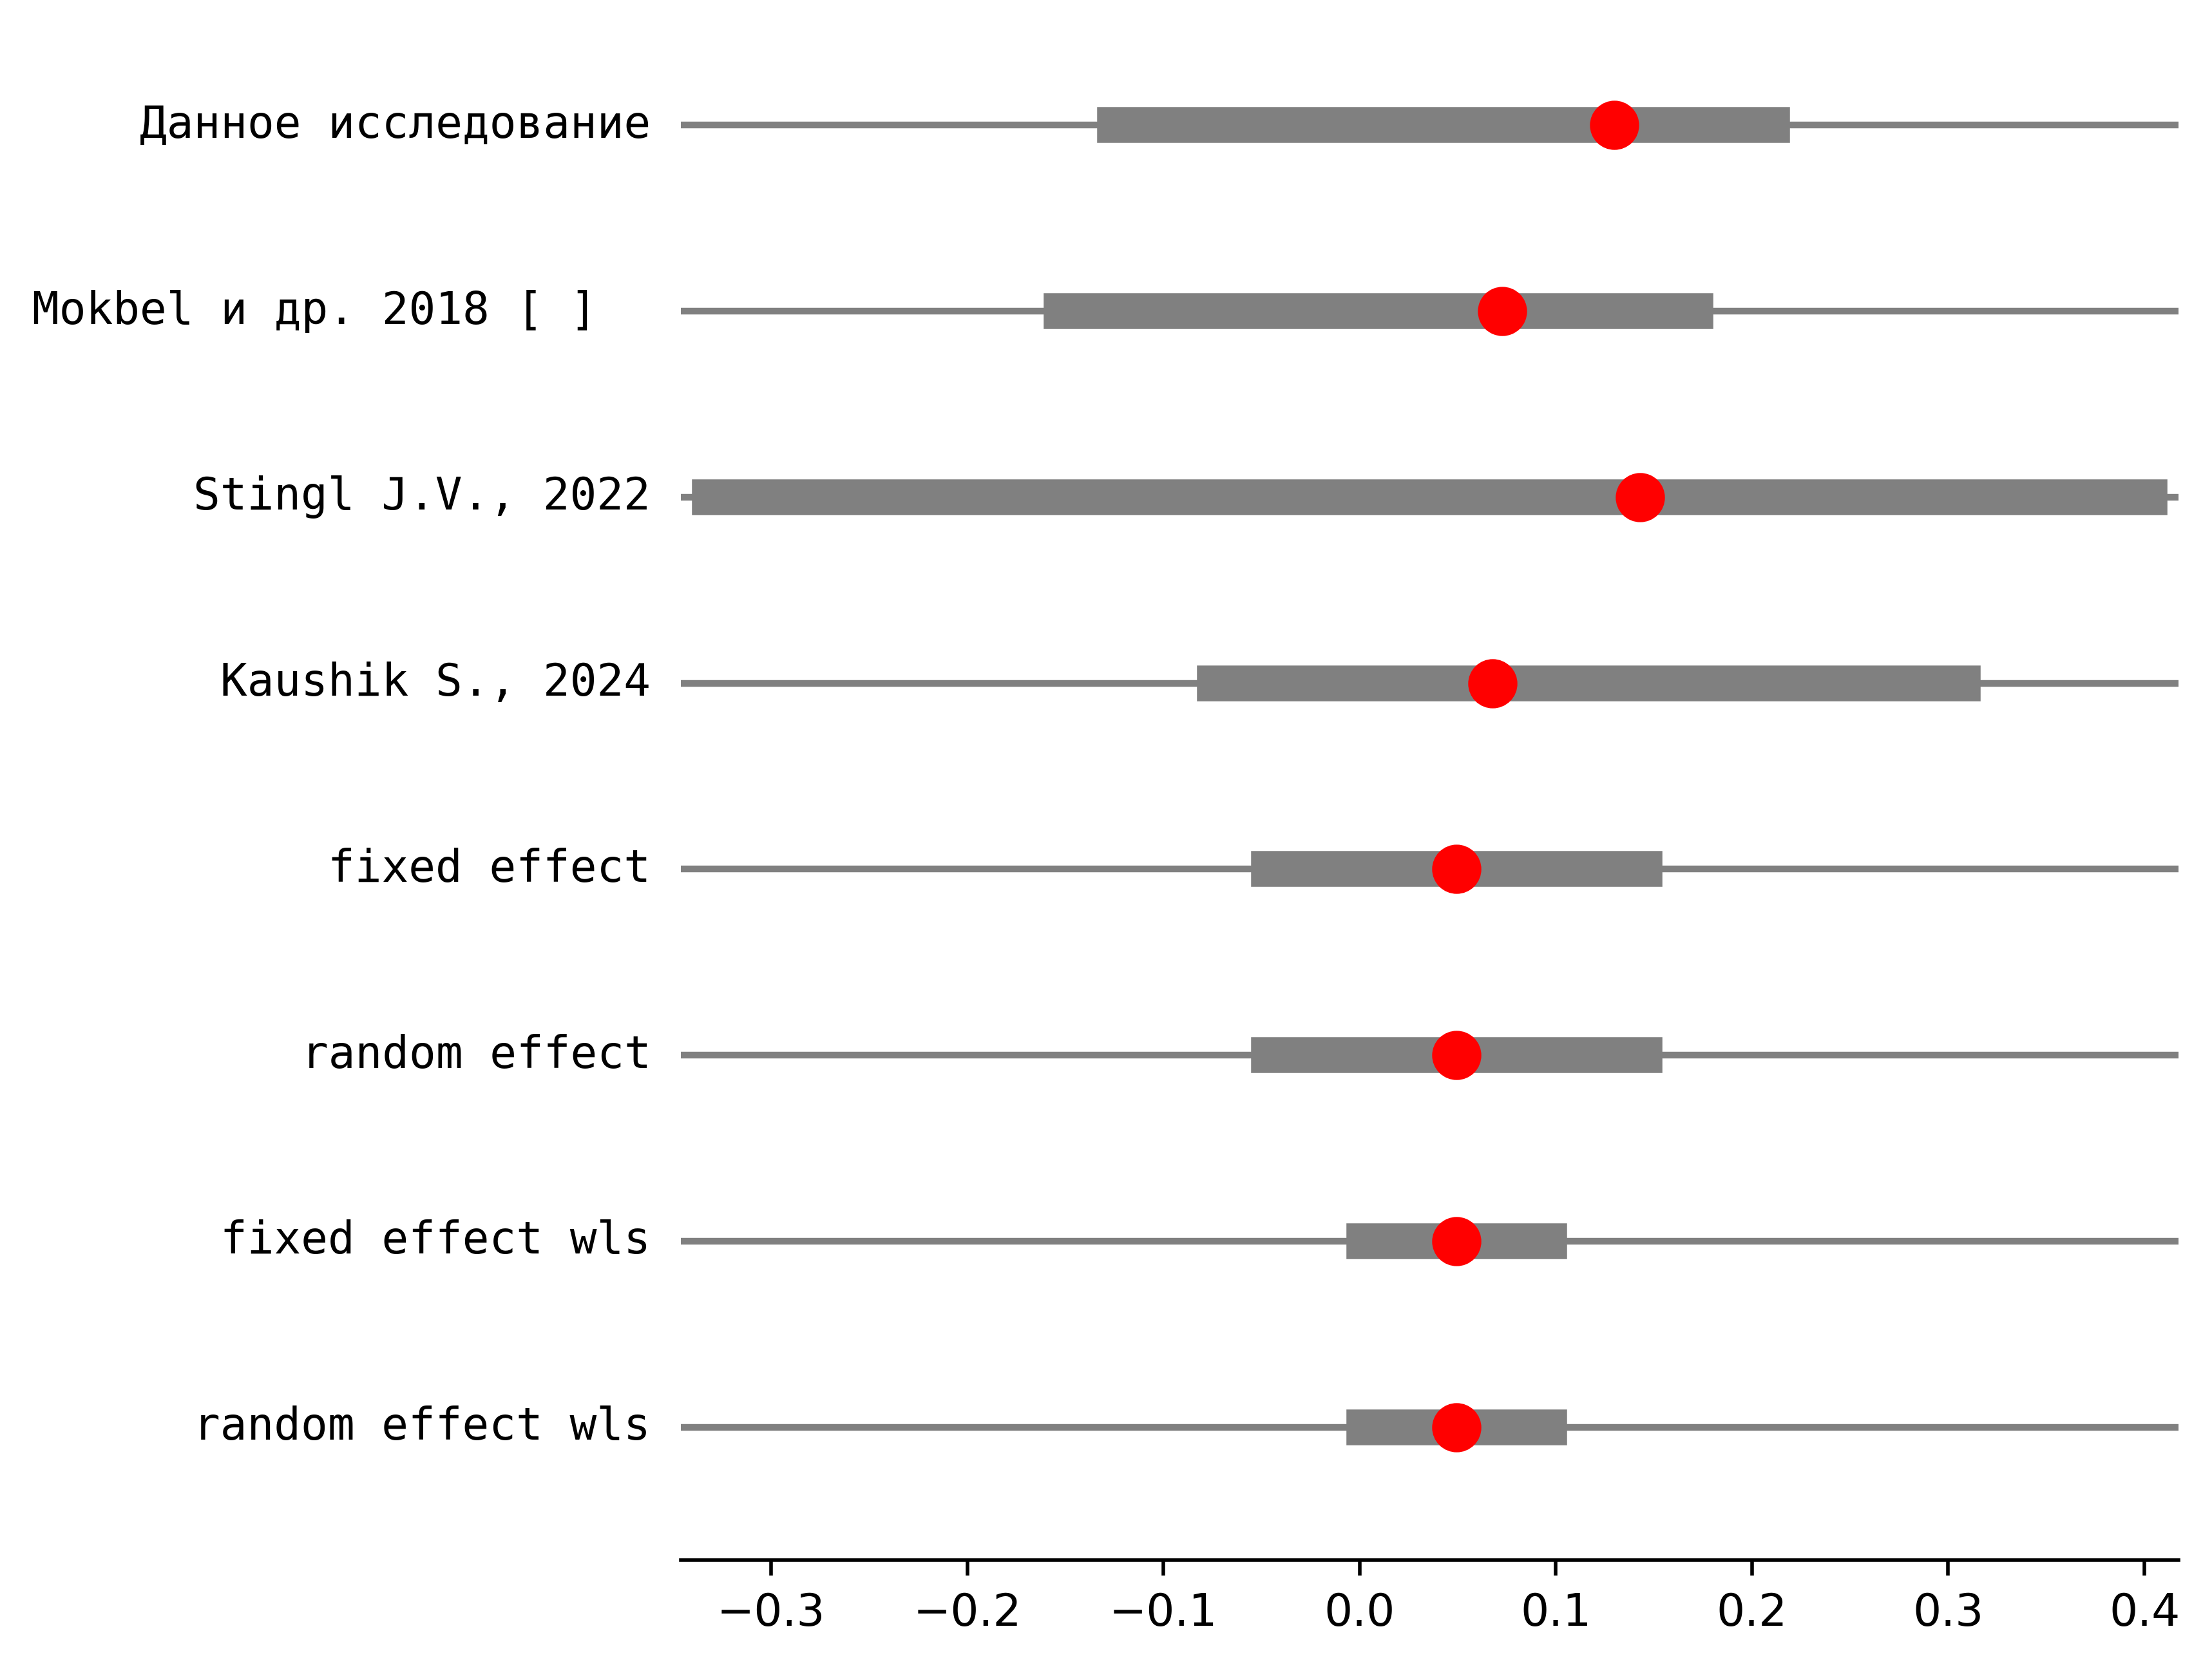 Данное исследование
Mokbel и др. 2018 [ ]
Stingl J.V., 2022
Kaushik S., 2024
fixed effect
random effect
fixed effect wls
random effect wls
−0.3 −0.2 −0.1 0.0 0.1 0.2 0.3 0.4